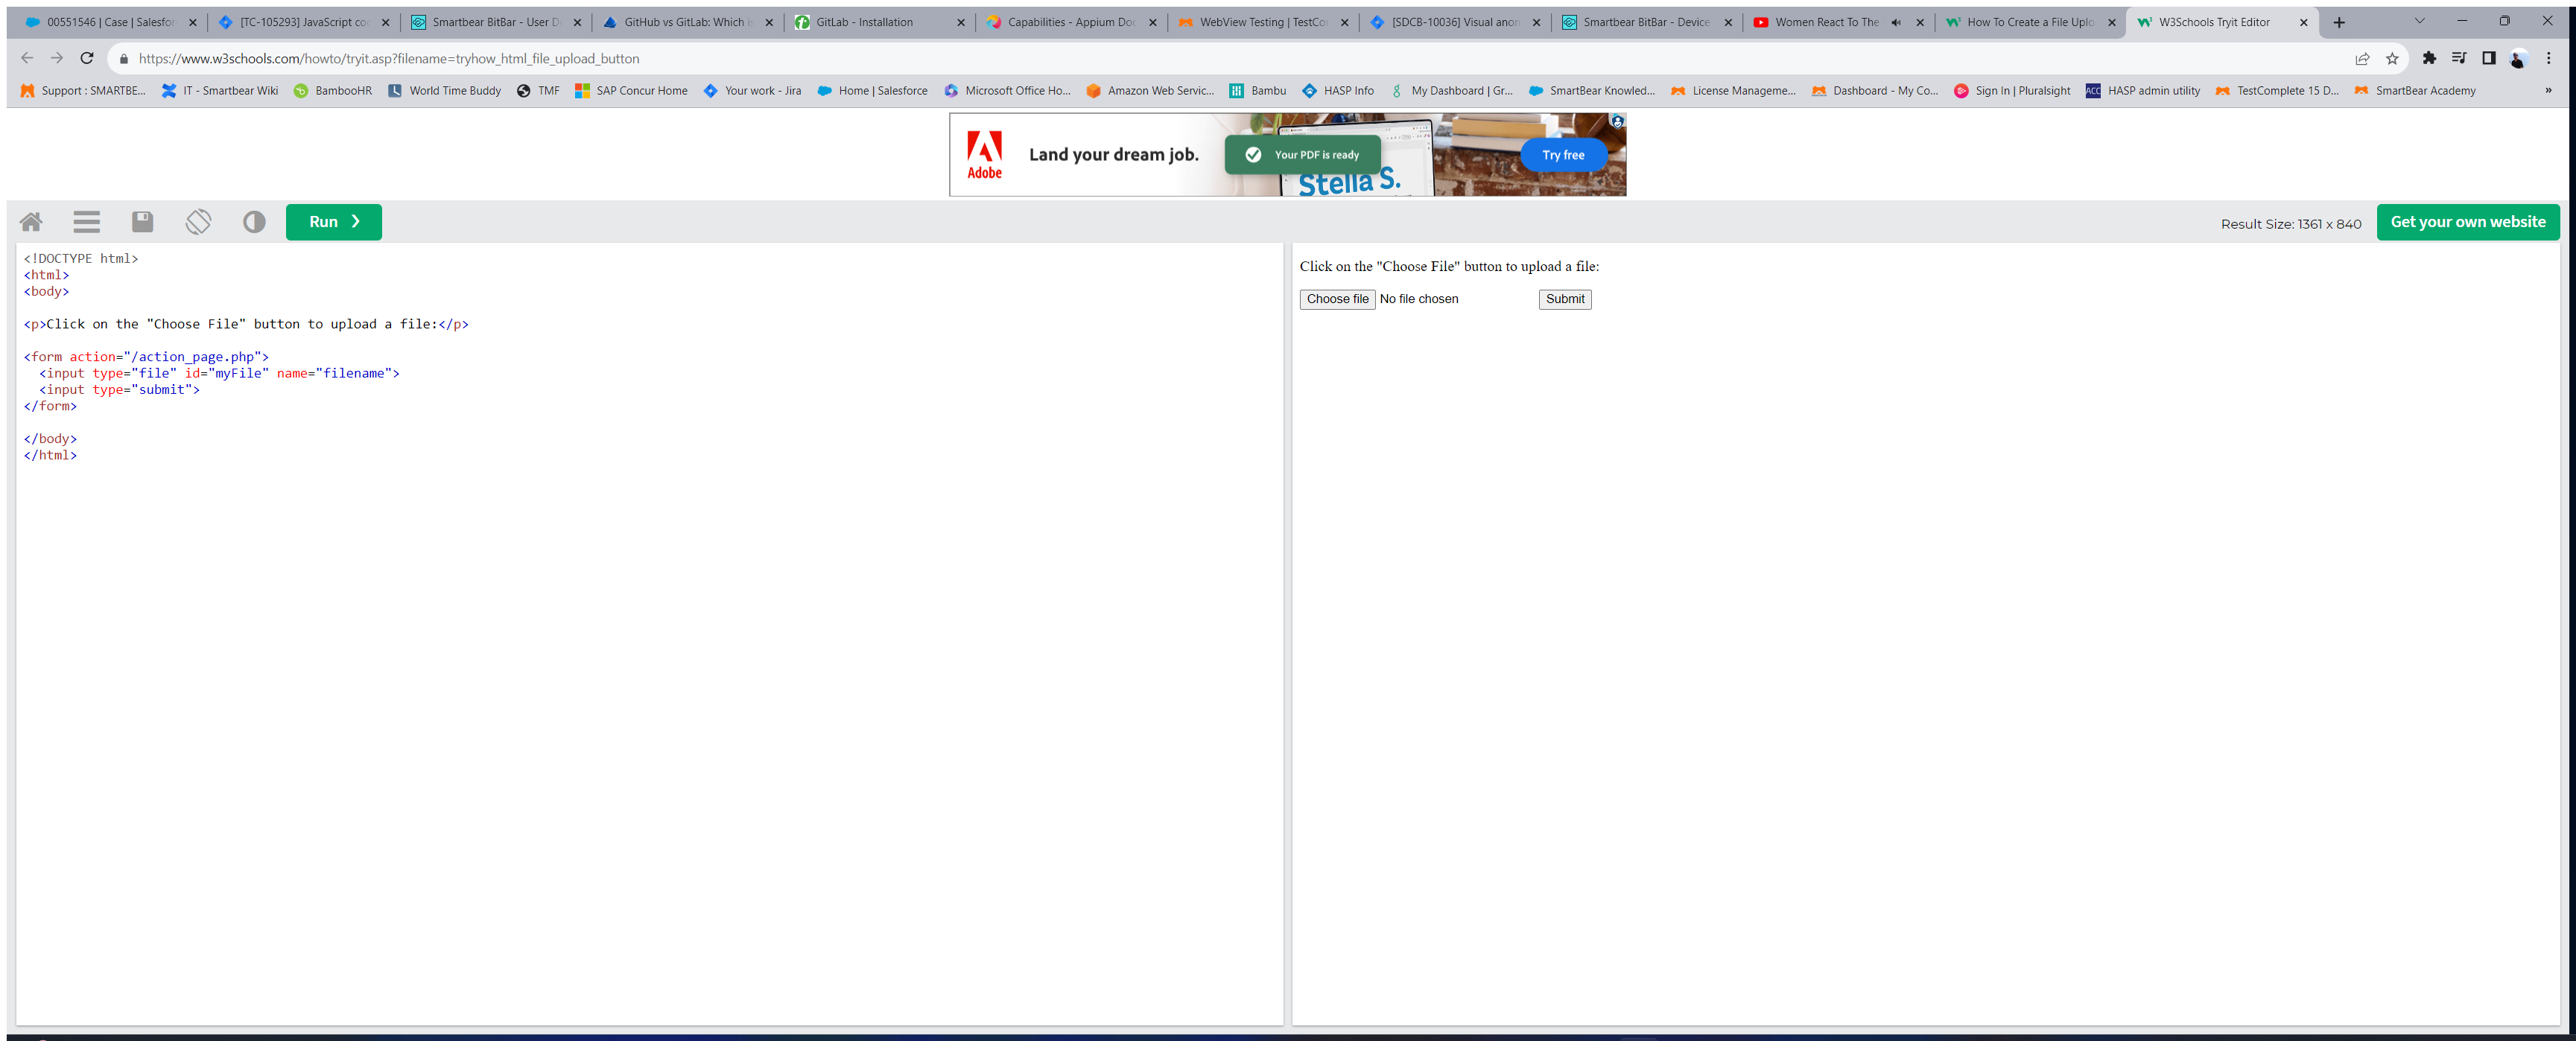 00551546 | Case | Salesfor
[TC-105293] JavaScript co
Smartbear BitBar - User D
GitHub vs GitLab: Which i
GitLab - Installation
Capabilities - Appium Doc
WebView Testing | TestCo
[SDCB-10036] Visual anon
Smartbear BitBar - Device
Women React To The
How To Create a File Uplo
W3Schools Tryit Editor
https://www.w3schools.com/howto/tryit.asp?filename=tryhow_html_file_upload_button
Support : SMARTBE...
IT - Smartbear Wiki
BambooHR
World Time Buddy
TMF
SAP Concur Home
Your work - Jira
Home | Salesforce
Microsoft Office Ho...
Amazon Web Servic...
Bambu
HASP Info
My Dashboard | Gr...
SmartBear Knowled...
License Manageme...
Dashboard - My Co...
Sign In | Pluralsight
ACC
HASP admin utility
TestComplete 15 D...
SmartBear Academy
»
Adobe
Land your dream job.
Your PDF is ready
Stella S.
Try free
Run ❯
Result Size: 1361 x 840
Get your own website
<!DOCTYPE html>
<html>
<body>
<p>Click on the "Choose File" button to upload a file:</p>
<form action="/action_page.php">
<input type="file" id="myFile" name="filename">
<input type="submit">
</form>
</body>
</html>
Click on the "Choose File" button to upload a file:
Choose file No file chosen Submit